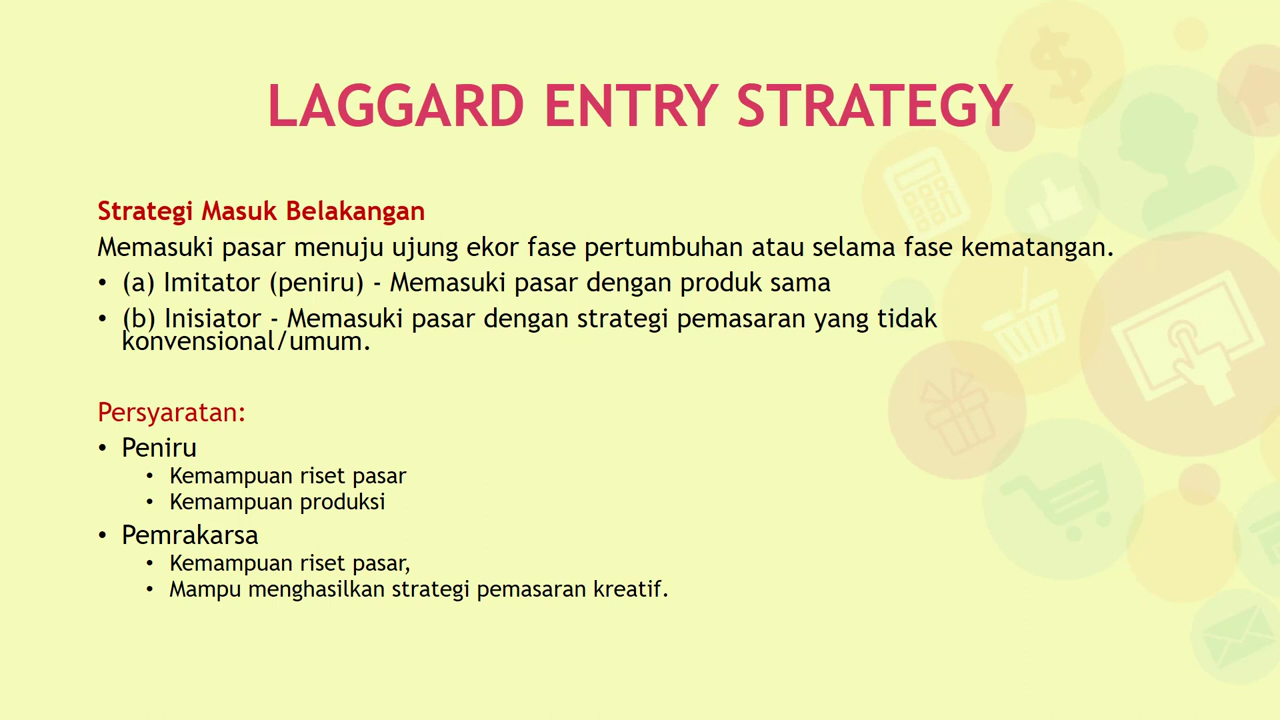 LAGGARD ENTRY STRATEGY
Strategi Masuk Belakangan
Memasuki pasar menuju ujung ekor fase pertumbuhan atau selama fase kematangan.
• (a) Imitator (peniru) - Memasuki pasar dengan produk sama
• (b) Inisiator - Memasuki pasar dengan strategi pemasaran yang tidak
konvensional/umum.
Persyaratan:
• Peniru
• Kemampuan riset pasar
• Kemampuan produksi
• Pemrakarsa
• Kemampuan riset pasar,
• Mampu menghasilkan strategi pemasaran kreatif.